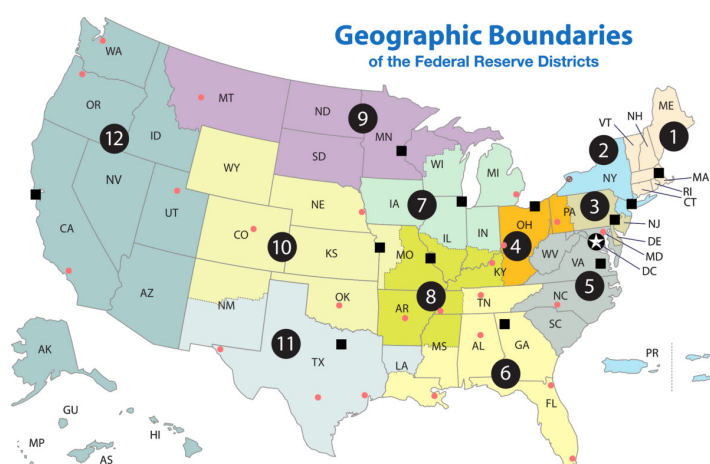 Geographic Boundaries
of the Federal Reserve Districts
WA
MT
ND
9
MN
OR
12
ID
SD
WI
MI
VT
NH
ME
1
2
NY
MA
RI
CT
WY
NV
NE
IA
7
IL
IN
OH
4
PA
3
NJ
DE
MD
DC
CA
UT
CO
10
KS
MO
KY
WV
VA
5
AZ
NM
OK
AR
8
TN
NC
SC
11
TX
LA
MS
AL
GA
6
FL
PR
AK
GU
MP
AS
HI